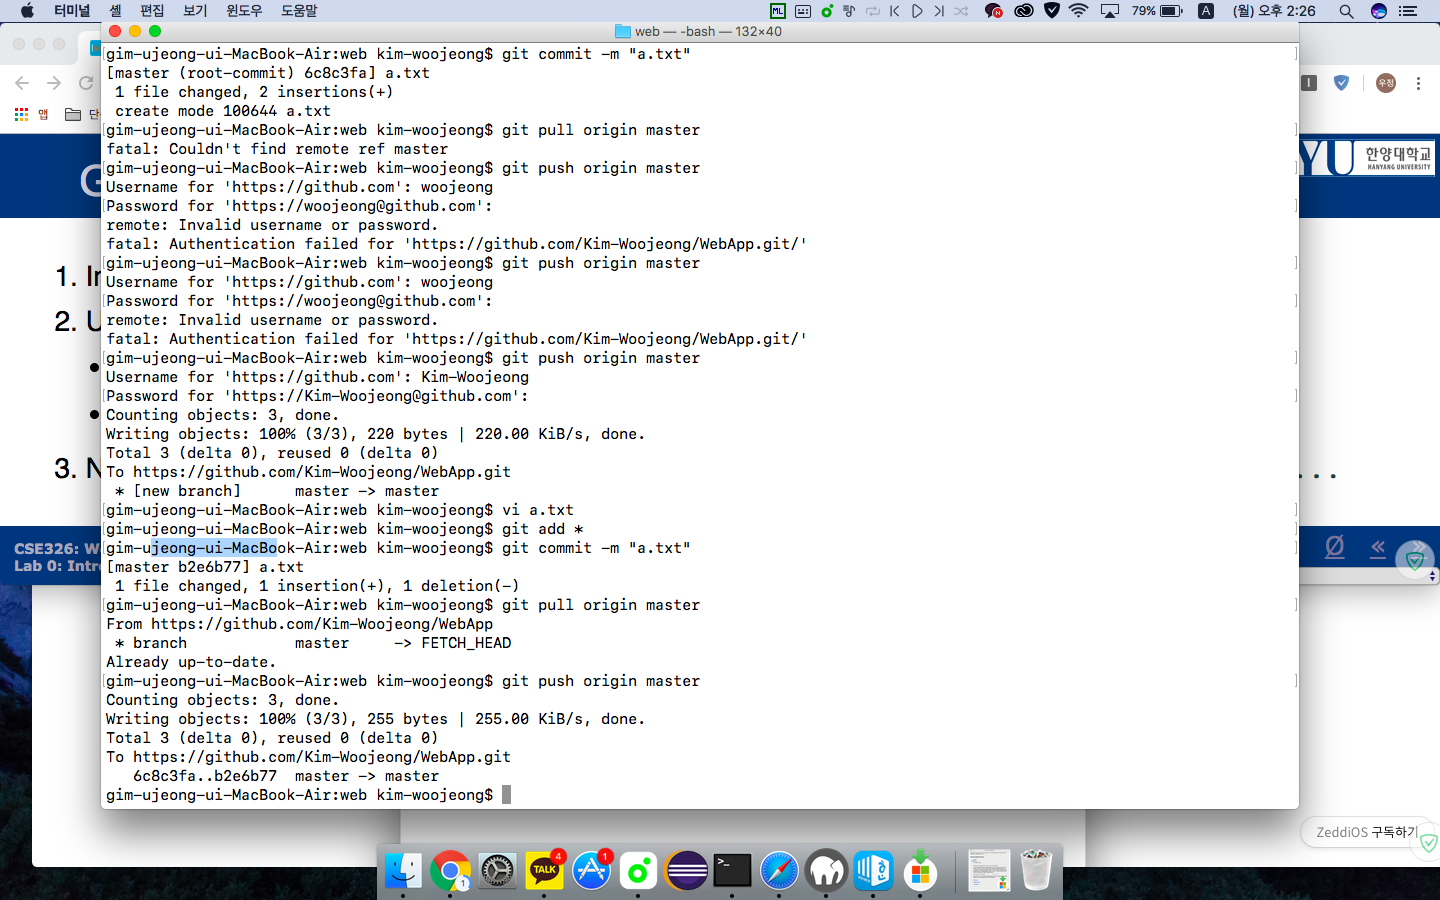 터미널 셸 편집 보기 윈도우 도움말 79% A (월) 오후 2:26
web — -bash — 132×40
gim-ujeong-ui-MacBook-Air:web kim-woojeong$ git commit -m "a.txt"
[master (root-commit) 6c8c3fa] a.txt
 1 file changed, 2 insertions(+)
 create mode 100644 a.txt
gim-ujeong-ui-MacBook-Air:web kim-woojeong$ git pull origin master
fatal: Couldn't find remote ref master
gim-ujeong-ui-MacBook-Air:web kim-woojeong$ git push origin master
Username for 'https://github.com': woojeong
Password for 'https://woojeong@github.com':
remote: Invalid username or password.
fatal: Authentication failed for 'https://github.com/Kim-Woojeong/WebApp.git/'
gim-ujeong-ui-MacBook-Air:web kim-woojeong$ git push origin master
Username for 'https://github.com': woojeong
Password for 'https://woojeong@github.com':
remote: Invalid username or password.
fatal: Authentication failed for 'https://github.com/Kim-Woojeong/WebApp.git/'
gim-ujeong-ui-MacBook-Air:web kim-woojeong$ git push origin master
Username for 'https://github.com': Kim-Woojeong
Password for 'https://Kim-Woojeong@github.com':
Counting objects: 3, done.
Writing objects: 100% (3/3), 220 bytes | 220.00 KiB/s, done.
Total 3 (delta 0), reused 0 (delta 0)
To https://github.com/Kim-Woojeong/WebApp.git
 * [new branch]      master -> master
gim-ujeong-ui-MacBook-Air:web kim-woojeong$ vi a.txt
gim-ujeong-ui-MacBook-Air:web kim-woojeong$ git add *
gim-ujeong-ui-MacBook-Air:web kim-woojeong$ git commit -m "a.txt"
[master b2e6b77] a.txt
 1 file changed, 1 insertion(+), 1 deletion(-)
gim-ujeong-ui-MacBook-Air:web kim-woojeong$ git pull origin master
From https://github.com/Kim-Woojeong/WebApp
 * branch            master     -> FETCH_HEAD
Already up-to-date.
gim-ujeong-ui-MacBook-Air:web kim-woojeong$ git push origin master
Counting objects: 3, done.
Writing objects: 100% (3/3), 255 bytes | 255.00 KiB/s, done.
Total 3 (delta 0), reused 0 (delta 0)
To https://github.com/Kim-Woojeong/WebApp.git
   6c8c3fa..b2e6b77  master -> master
gim-ujeong-ui-MacBook-Air:web kim-woojeong$
앱
우정
YU 한양대학교
HANYANG UNIVERSITY
1.
2.
3.
...
CSE326:
Lab 0:
Ø « »
ZeddiOS 구독하기
TALK
4
1